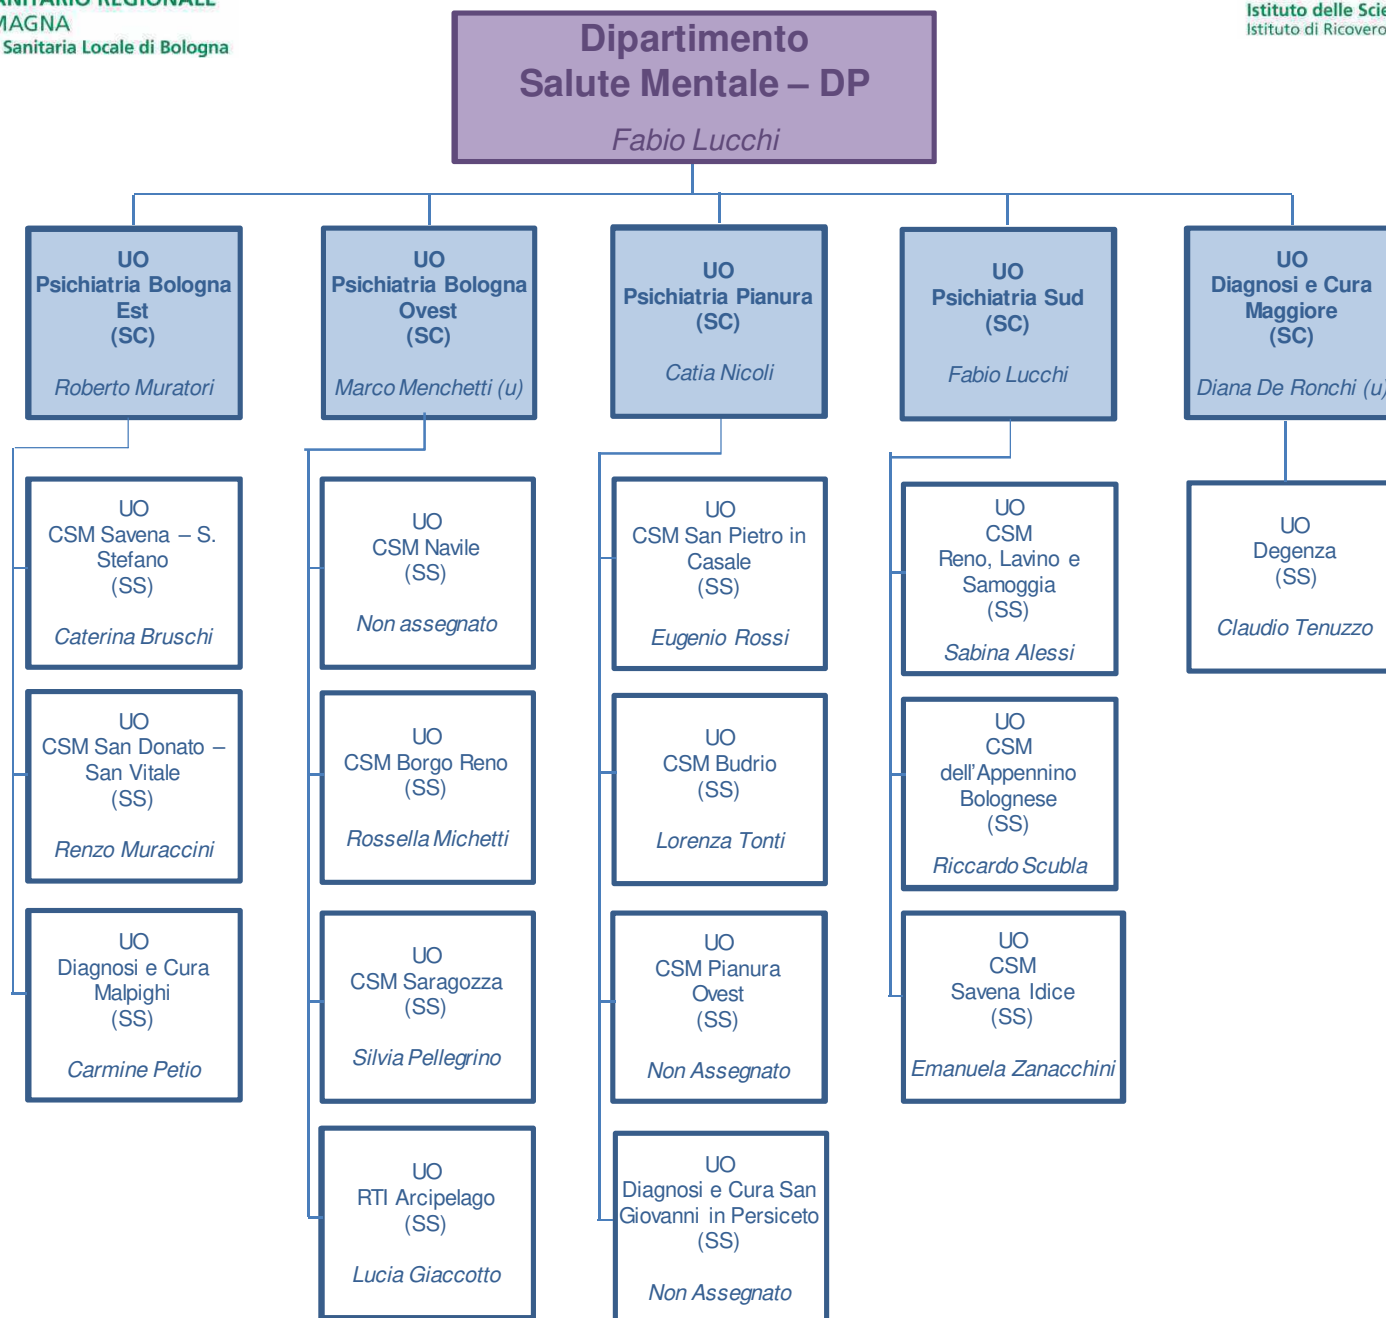 SANITARIO REGIONALE
Sanitaria Locale di Bologna
Istituto delle
Istituto di
Dipartimento
Salute Mentale – DP
Fabio Lucchi
UO
Psichiatria Bologna
Est
(SC)
Roberto Muratori
UO
Psichiatria Bologna
Ovest
(SC)
Marco Menchetti (u)
UO
Psichiatria Pianura
(SC)
Catia Nicoli
UO
Psichiatria Sud
(SC)
Fabio Lucchi
UO
Diagnosi e Cura
Maggiore
(SC)
Diana De Ronchi (u)
UO
CSM Savena – S.
Stefano
(SS)
Caterina Bruschi
UO
CSM San Donato –
San Vitale
(SS)
Renzo Muraccini
UO
Diagnosi e Cura
Malpighi
(SS)
Carmine Petio
UO
CSM Navile
(SS)
Non assegnato
UO
CSM Borgo Reno
(SS)
Rossella Michetti
UO
CSM Saragozza
(SS)
Silvia Pellegrino
UO
RTI Arcipelago
(SS)
Lucia Giaccotto
UO
CSM San Pietro in
Casale
(SS)
Eugenio Rossi
UO
CSM Budrio
(SS)
Lorenza Tonti
UO
CSM Pianura
Ovest
(SS)
Non Assegnato
UO
Diagnosi e Cura San
Giovanni in Persiceto
(SS)
Non Assegnato
UO
CSM
Reno, Lavino e
Samoggia
(SS)
Sabina Alessi
UO
CSM
dell'Appennino
Bolognese
(SS)
Riccardo Scubla
UO
CSM
Savena Idice
(SS)
Emanuela Zanacchini
UO
Degenza
(SS)
Claudio Tenuzzo